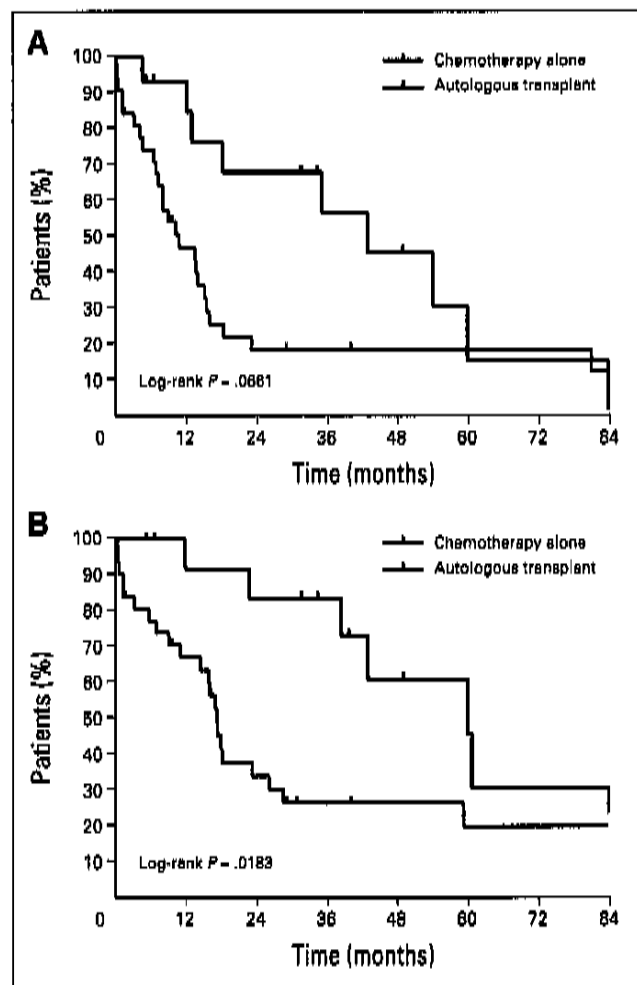 A
100
90
80
70
60
50
40
30
20
10
Patients (%)
Chemotherapy alone
Autologous transplant
Log-rank P = .0661
0 12 24 36 48 60 72 84
Time (months)
B
100
90
80
70
60
50
40
30
20
10
Patients (%)
Chemotherapy alone
Autologous transplant
Log-rank P = .0183
0 12 24 36 48 60 72 84
Time (months)